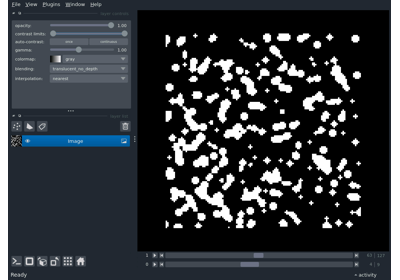 File View Plugins Window Help
opacity: 1.00
contrast limits:
auto-contrast: once continuous
gamma: 1.00
colormap: gray
blending: translucent_no_depth
interpolation: nearest
Image
1
0
Ready
activity